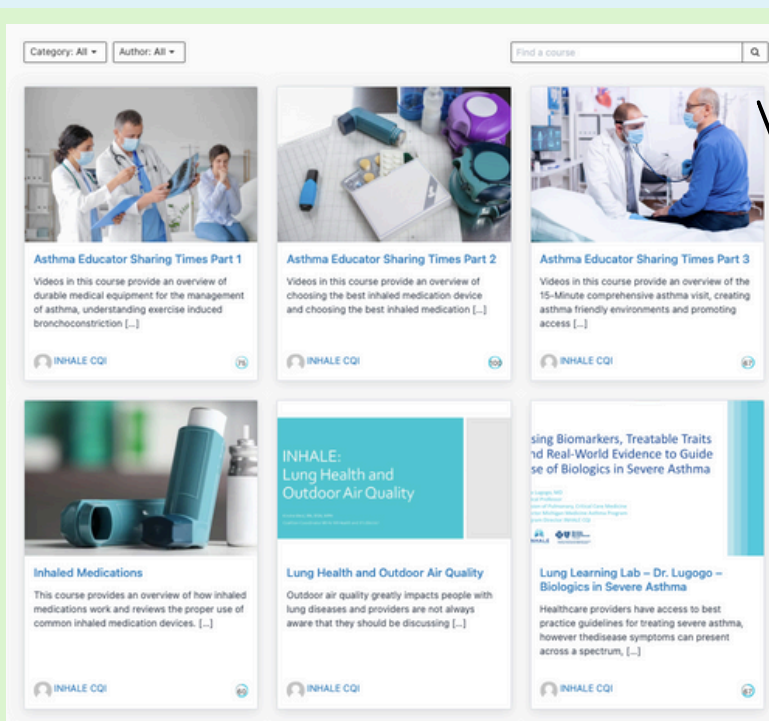 Category: All
Author: All
Find a course
Asthma Educator Sharing Times Part 1
Videos in this course provide an overview of
durable medical equipment for the management
of asthma, understanding exercise induced
bronchoconstriction [...]
INHALE CQI
75
Asthma Educator Sharing Times Part 2
Videos in this course provide an overview of
choosing the best inhaled medication device
and choosing the best inhaled medication [...]
INHALE CQI
100
Asthma Educator Sharing Times Part 3
Videos in this course provide an overview of the
15–Minute comprehensive asthma visit, creating
asthma friendly environments and promoting
access [...]
INHALE CQI
67
Inhaled Medications
This course provides an overview of how inhaled
medications work and reviews the proper use of
common inhaled medication devices. [...]
INHALE CQI
INHALE:
Lung Health and
Outdoor Air Quality
Lung Health and Outdoor Air Quality
Outdoor air quality greatly impacts people with
lung diseases and providers are not always
aware that they should be discussing [...]
INHALE CQI
sing Biomarkers, Treatable Traits
nd Real-World Evidence to Guide
se of Biologics in Severe Asthma
Lung Learning Lab – Dr. Lugogo –
Biologics in Severe Asthma
Healthcare providers have access to best
practice guidelines for treating severe asthma,
however thedisease symptoms can present
across a spectrum, [...]
INHALE CQI
67